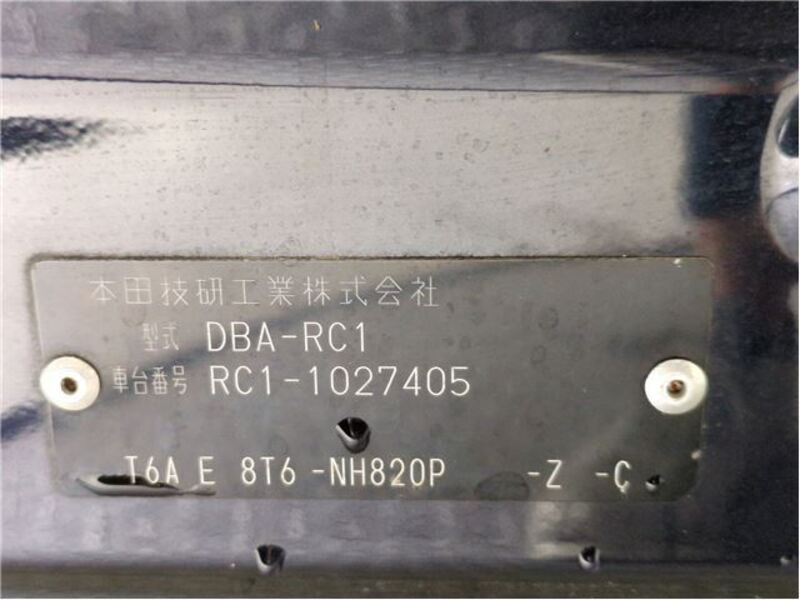 本田技研工業株式会社
型式 DBA-RC1
車台番号 RC1-1027405
T6A E 8T6 -NH820P -Z -C